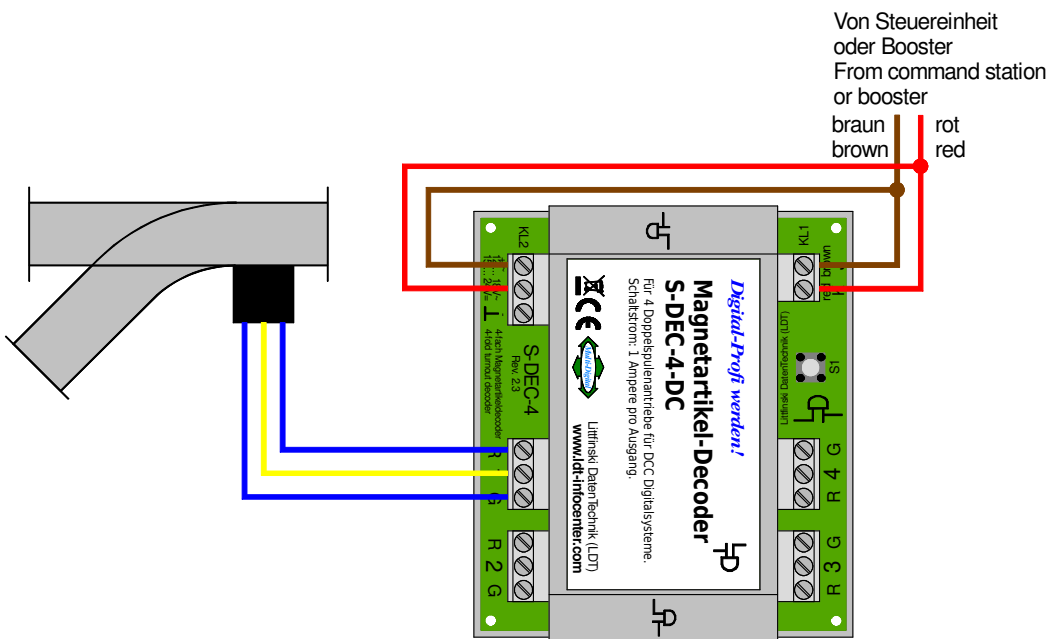 Von Steuereinheit
oder Booster
From command station
or booster
braun rot
brown red
KL2
S-DEC-4
Rev. 2.3
4-fach Magnetartikeldecoder
4-fold turnout decoder
R
G
R 2 G
Digital-Profi werden!
Magnetartikel-Decoder
S-DEC-4-DC
Für 4 Doppelspulenantriebe für DCC Digitalsysteme.
Schaltstrom: 1 Ampere pro Ausgang.
CE
Multi-Digital
Littfinski DatenTechnik (LDT)
www.ldt-infocenter.com
KL1
brown
Littfinski DatenTechnik (LDT)
S1
R 4 G
R 3 G